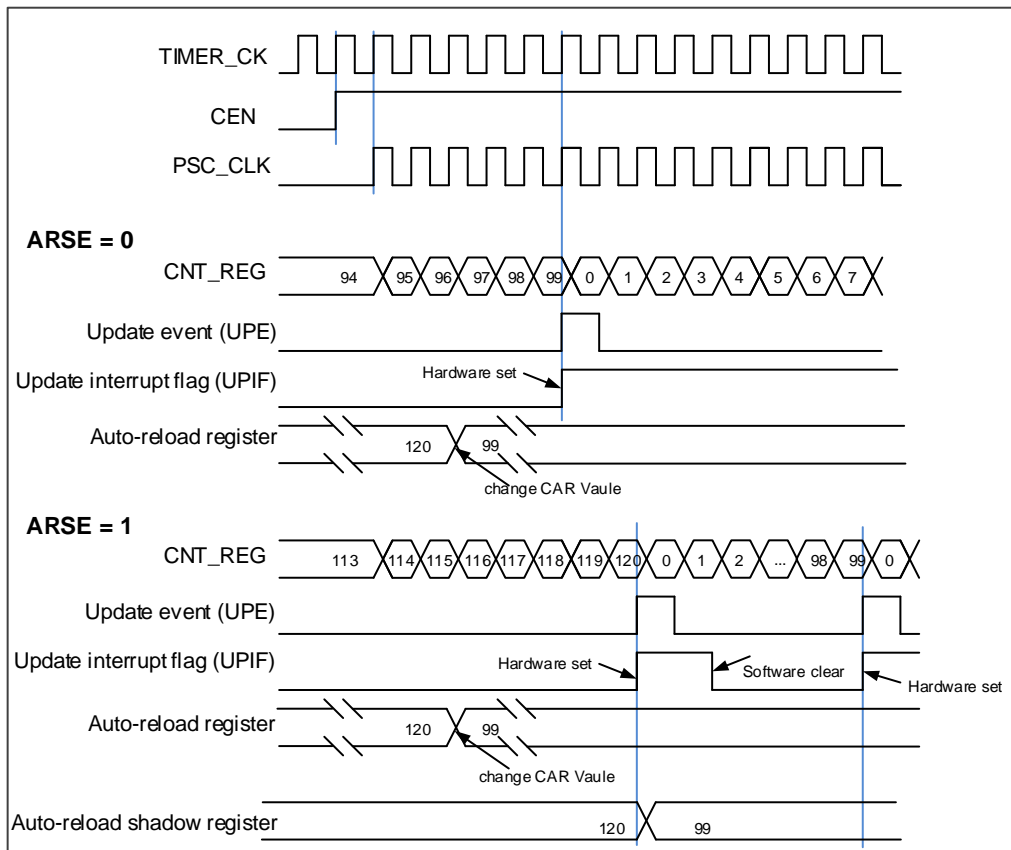 TIMER_CK
CEN
PSC_CLK
ARSE = 0
CNT_REG
94 95 96 97 98 99 0 1 2 3 4 5 6 7
Update event (UPE)
Update interrupt flag (UPIF)
Hardware set
Auto-reload register
120 99
change CAR Vaule
ARSE = 1
CNT_REG
113 114 115 116 117 118 119 120 0 1 2 ... 98 99 0
Update event (UPE)
Update interrupt flag (UPIF)
Hardware set
Software clear
Hardware set
Auto-reload register
120 99
change CAR Vaule
Auto-reload shadow register
120 99